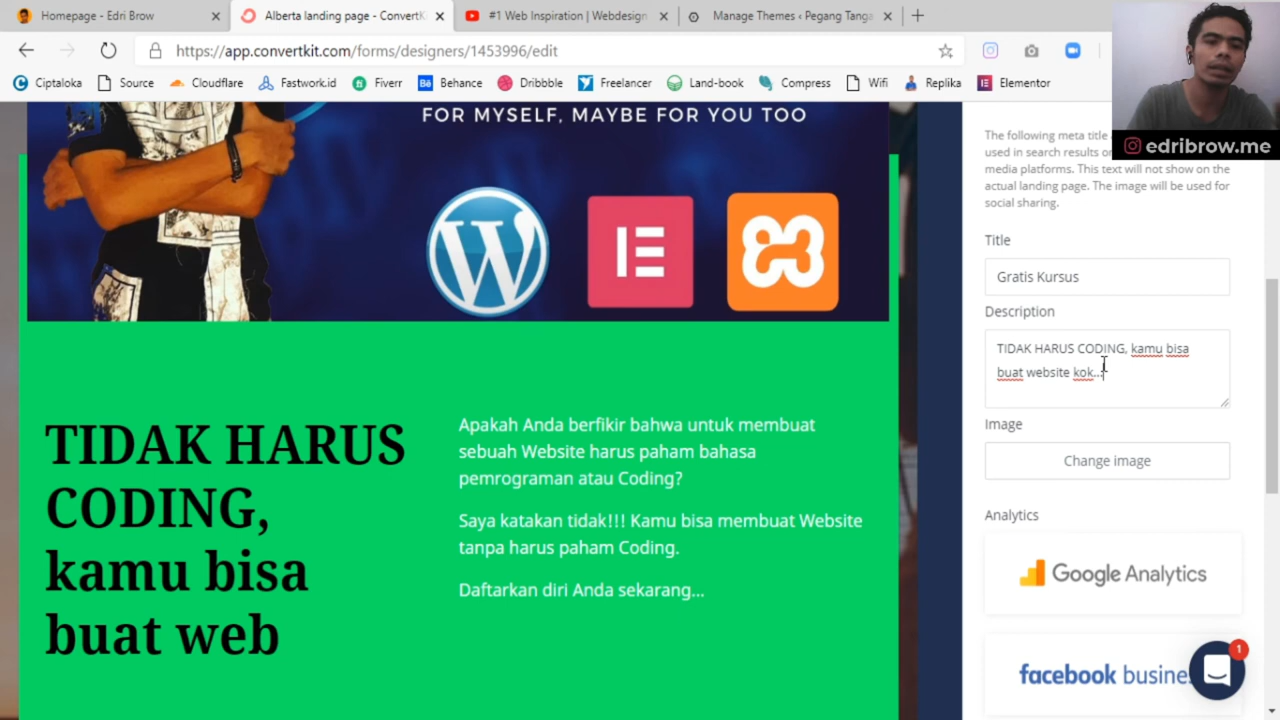 Homepage - Edri Brow
Alberta landing page - ConvertKi
#1 Web Inspiration | Webdesign
Manage Themes ‹ Pegang Tanga
https://app.convertkit.com/forms/designers/1453996/edit
Ciptaloka
Source
Cloudflare
Fastwork.id
Fiverr
Behance
Dribbble
Freelancer
Land-book
Compress
Wifi
Replika
Elementor
edribrow.me
FOR MYSELF, MAYBE FOR YOU TOO
TIDAK HARUS
CODING,
kamu bisa
buat web
Apakah Anda berfikir bahwa untuk membuat
sebuah Website harus paham bahasa
pemrograman atau Coding?
Saya katakan tidak!!! Kamu bisa membuat Website
tanpa harus paham Coding.
Daftarkan diri Anda sekarang...
The following meta title
used in search results or
media platforms. This text will not show on the
actual landing page. The image will be used for
social sharing.
Title
Gratis Kursus
Description
TIDAK HARUS CODING, kamu bisa
buat website kok...
Image
Change image
Analytics
Google Analytics
facebook busine
1